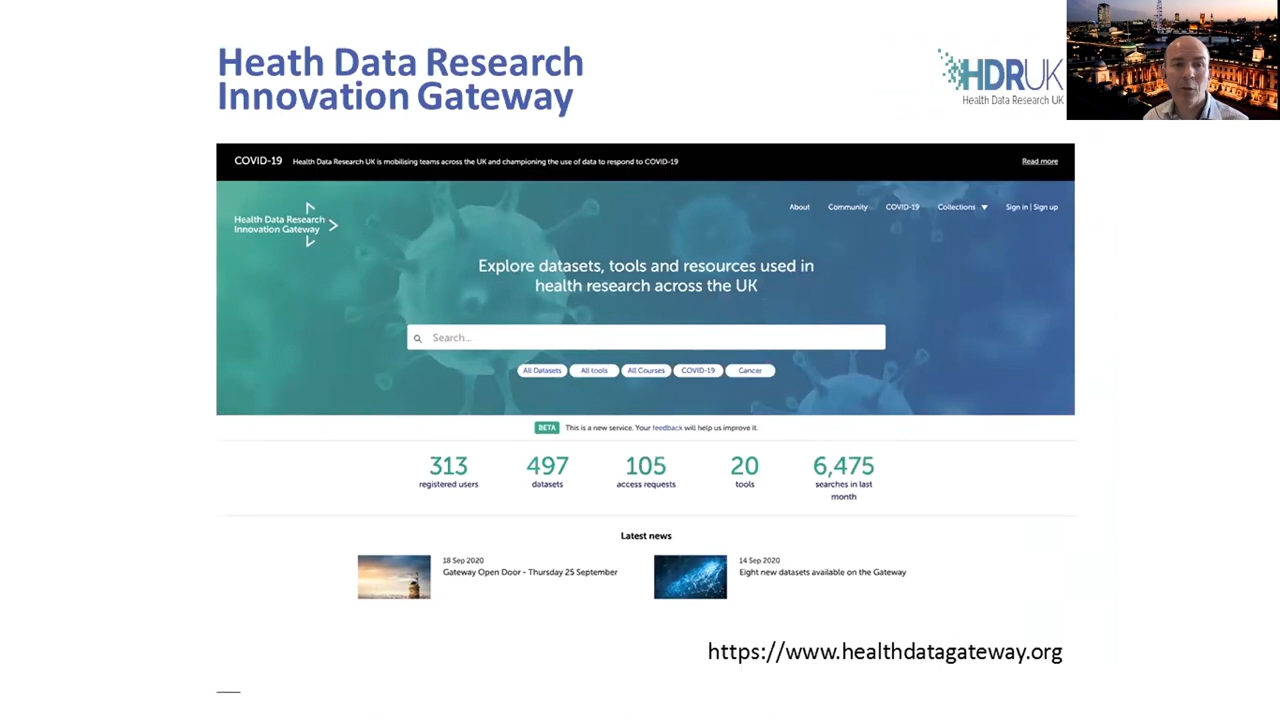 Heath Data Research
Innovation Gateway
HDRUK
Health Data Research UK
COVID-19 Health Data Research UK is mobilising teams across the UK and championing the use of data to respond to COVID-19 Read more
Health Data Research
Innovation Gateway
About Community COVID-19 Collections Sign in | Sign up
Explore datasets, tools and resources used in
health research across the UK
Search...
All Datasets All tools All Courses COVID-19 Cancer
BETA This is a new service. Your feedback will help us improve it.
313 497 105 20 6,475
registered users datasets access requests tools searches in last
month
Latest news
18 Sep 2020
Gateway Open Door - Thursday 25 September
14 Sep 2020
Eight new datasets available on the Gateway
https://www.healthdatagateway.org